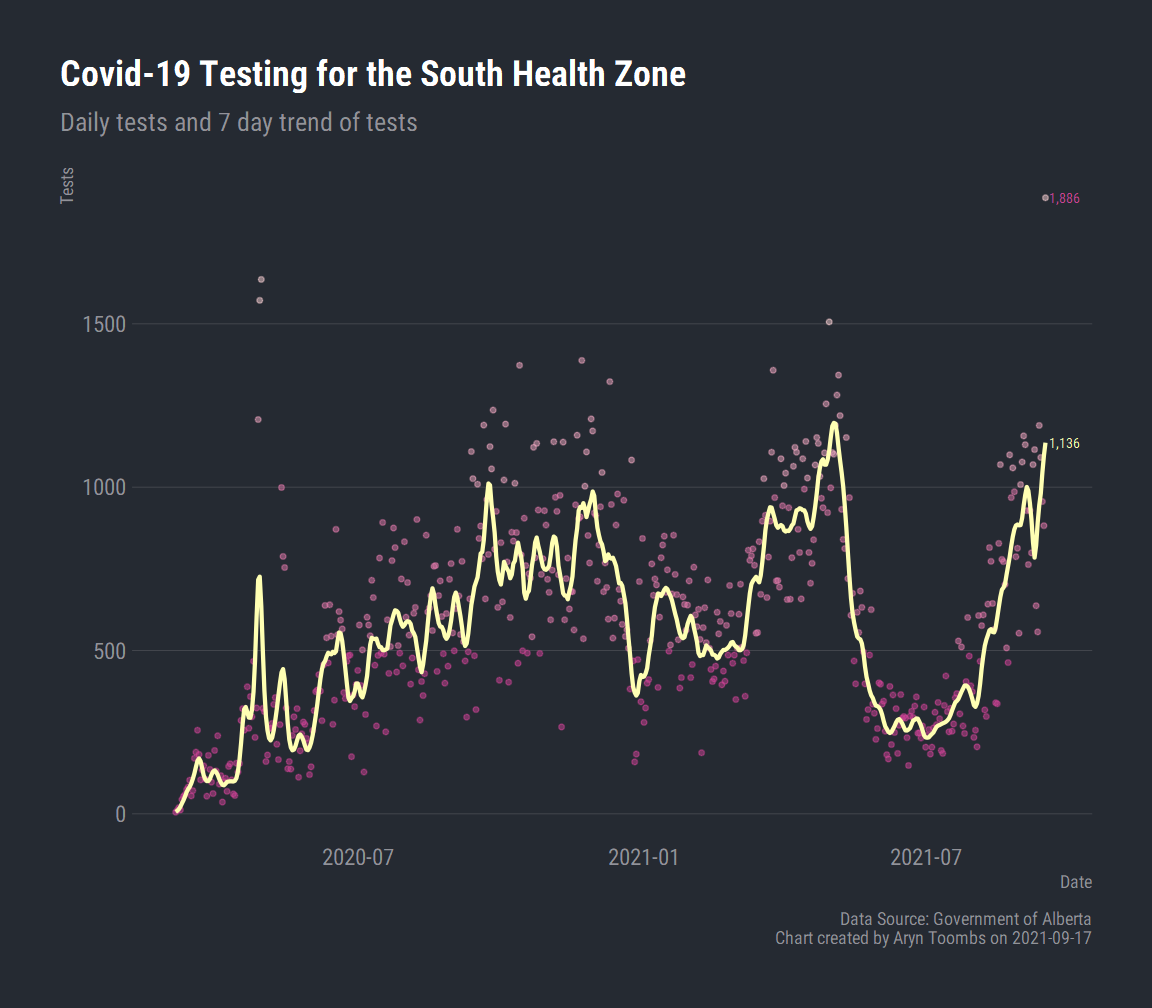 Covid-19 Testing for the South Health Zone
Daily tests and 7 day trend of tests
Tests
1,886
1500
1,136
1000
500
0
2020-07 2021-01 2021-07
Date
Data Source: Government of Alberta
Chart created by Aryn Toombs on 2021-09-17